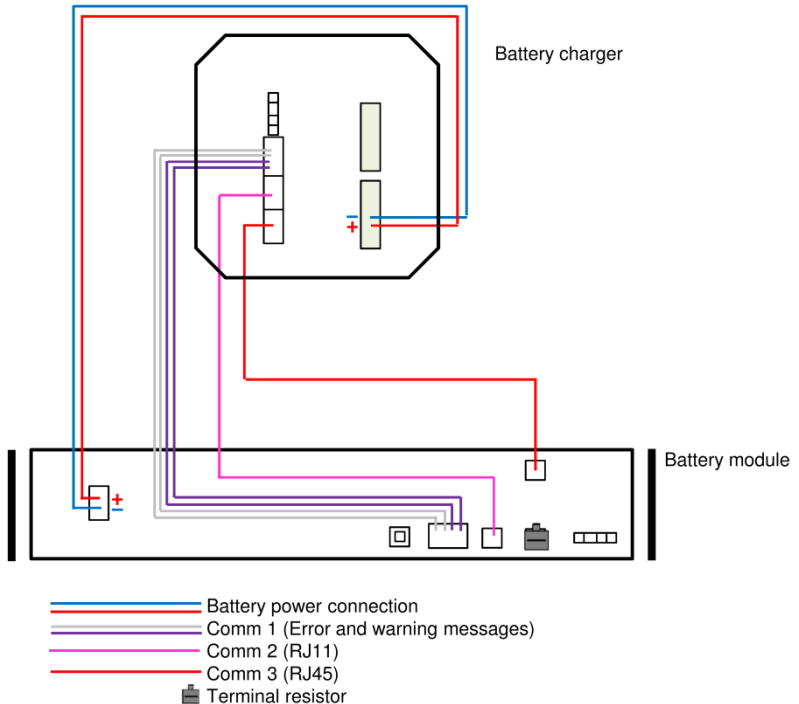 Battery charger
−
+
Battery module
+
−
Battery power connection
Comm 1 (Error and warning messages)
Comm 2 (RJ11)
Comm 3 (RJ45)
Terminal resistor